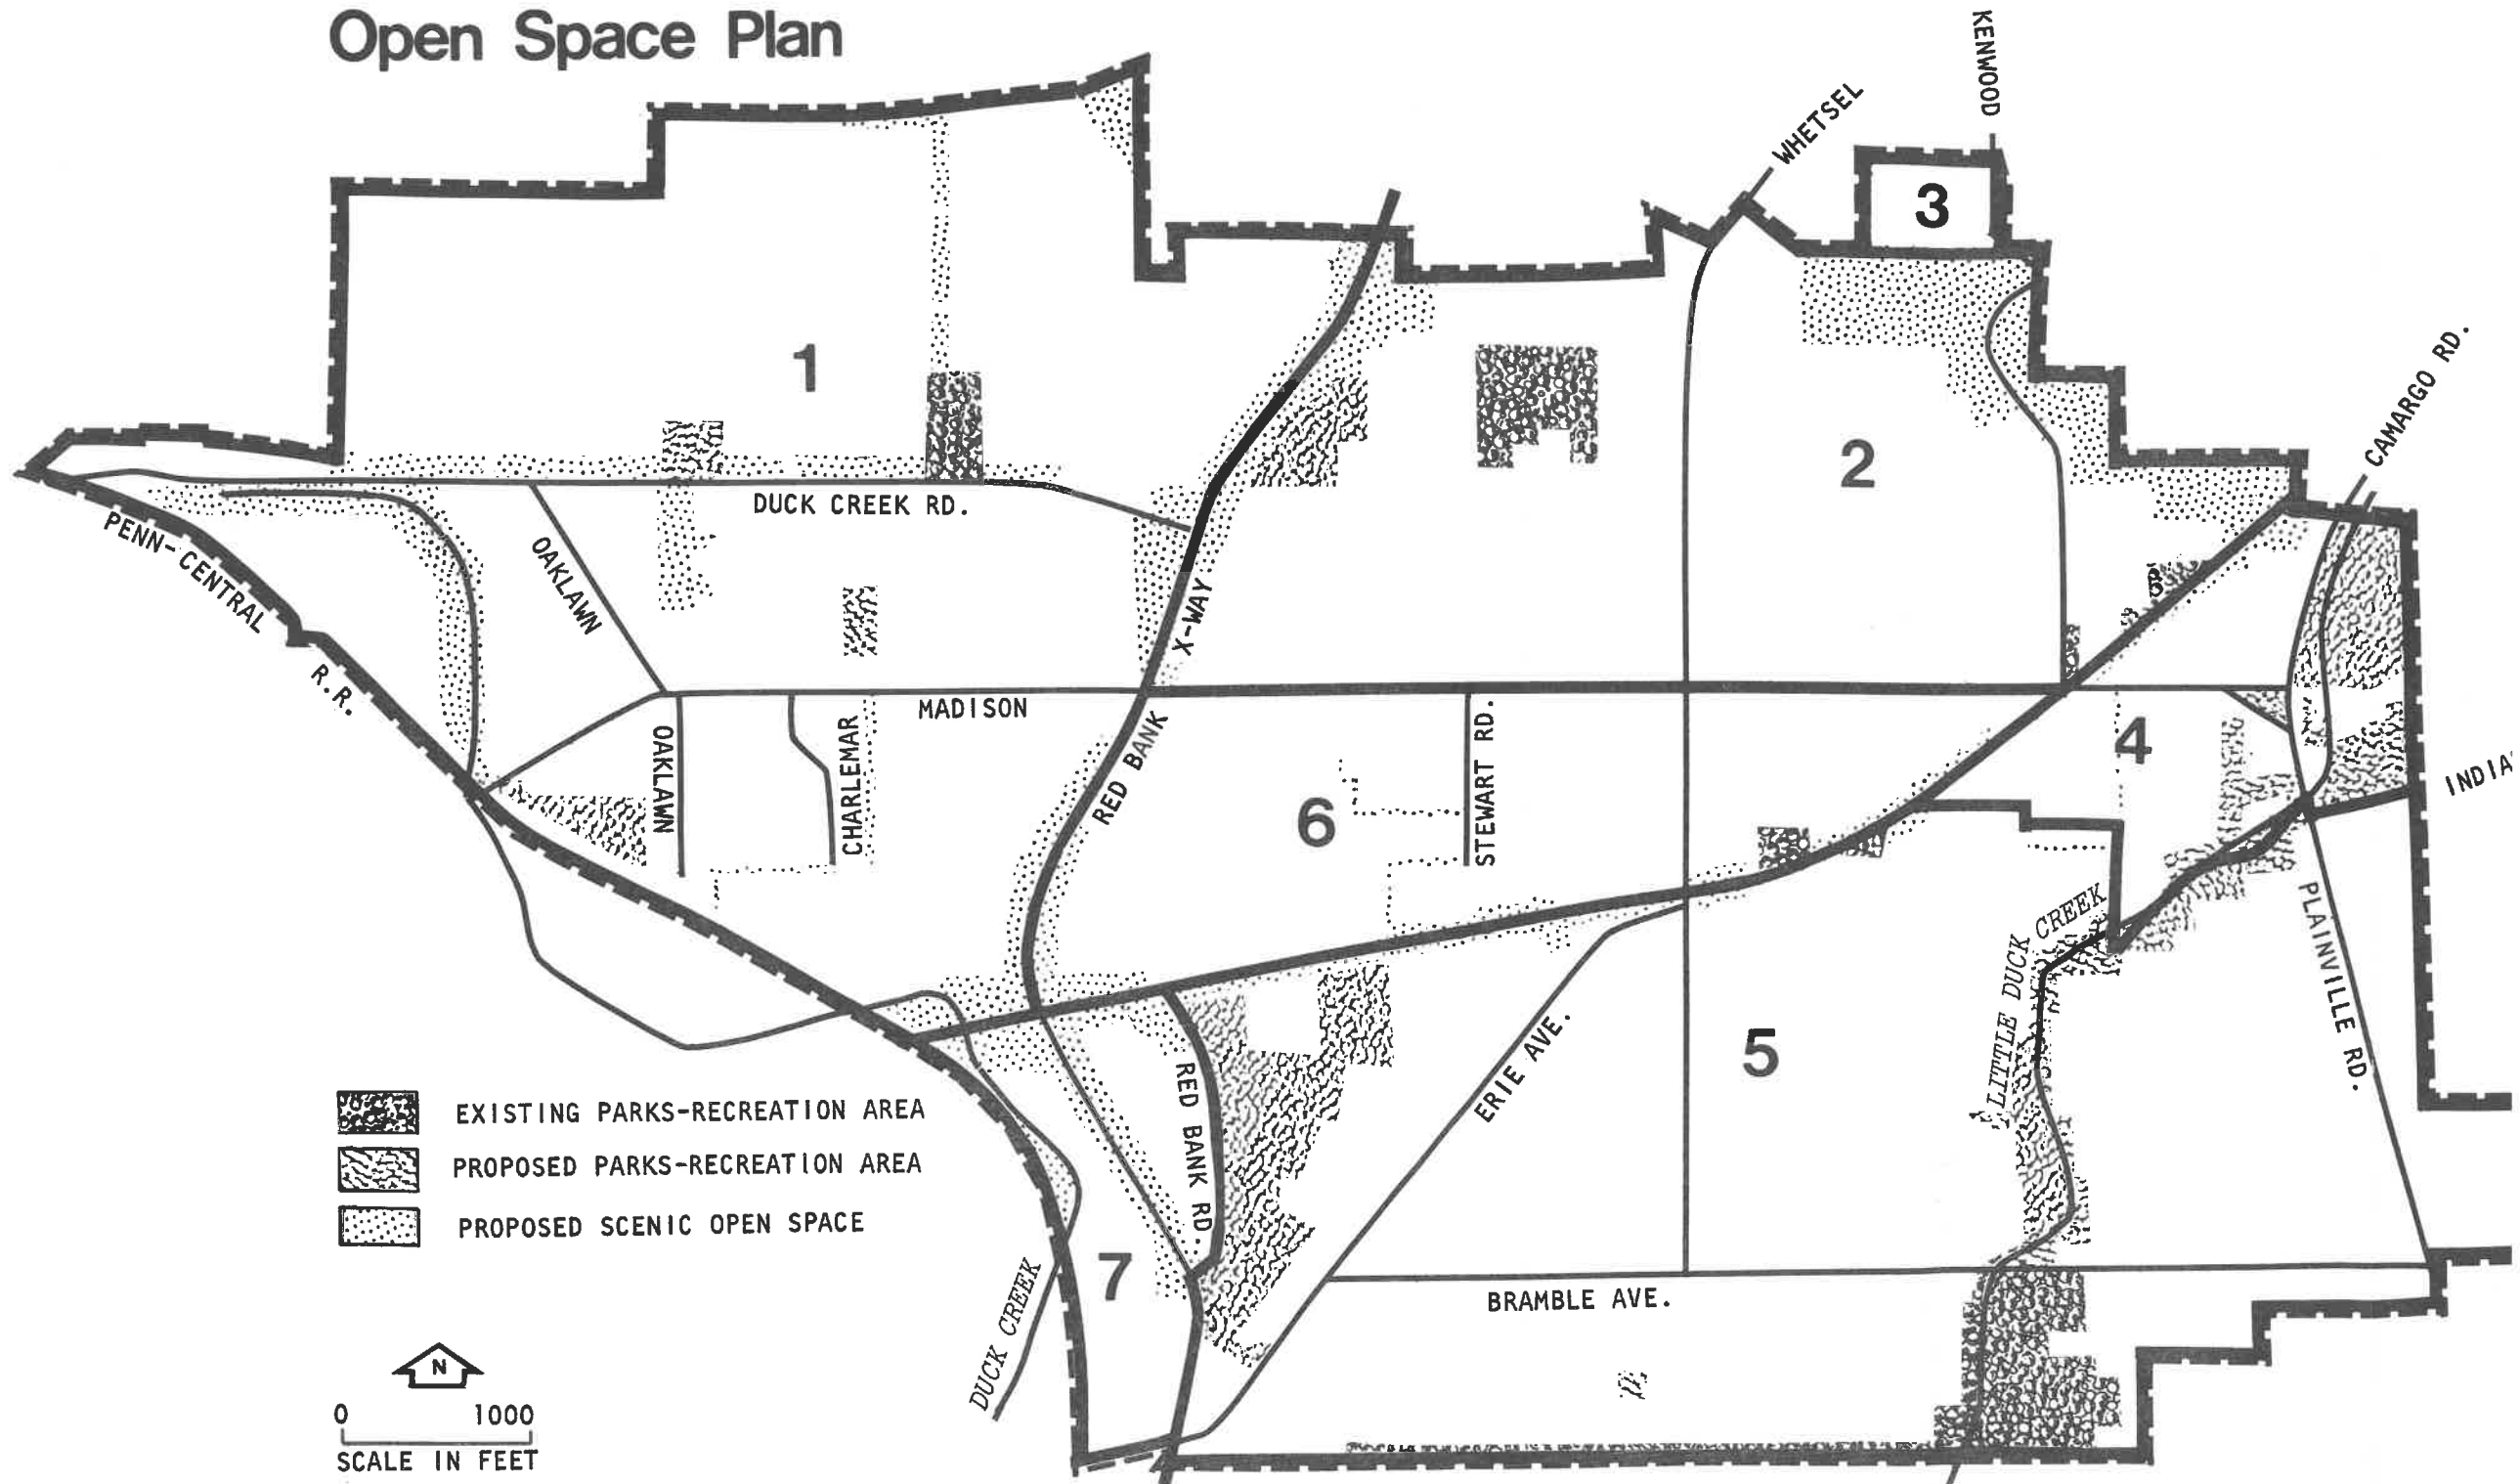 Open Space Plan
KENWOOD
WHETSEL
3
CAMARGO RD.
1
2
DUCK CREEK RD.
PENN-CENTRAL
R.R.
OAKLAWN
X-WAY
MADISON
OAKLAWN
CHARLEMAR
RED BANK
STEWART RD.
4
6
INDIA
PLAINVILLE RD.
LITTLE DUCK CREEK
5
ERIE AVE.
RED BANK RD
EXISTING PARKS-RECREATION AREA
PROPOSED PARKS-RECREATION AREA
PROPOSED SCENIC OPEN SPACE
7
DUCK CREEK
BRAMBLE AVE.
N
0 1000
SCALE IN FEET